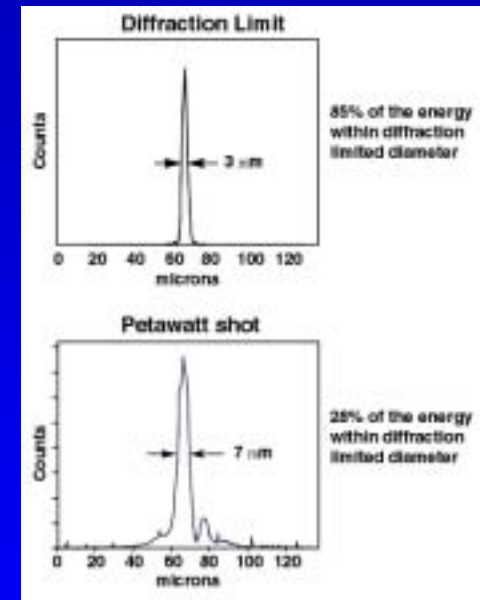 Diffraction Limit
Counts
3 µm
85% of the energy
within diffraction
limited diameter
0 20 40 60 80 100 120
microns
Petawatt shot
Counts
7 µm
28% of the energy
within diffraction
limited diameter
0 20 40 60 80 100 120
microns